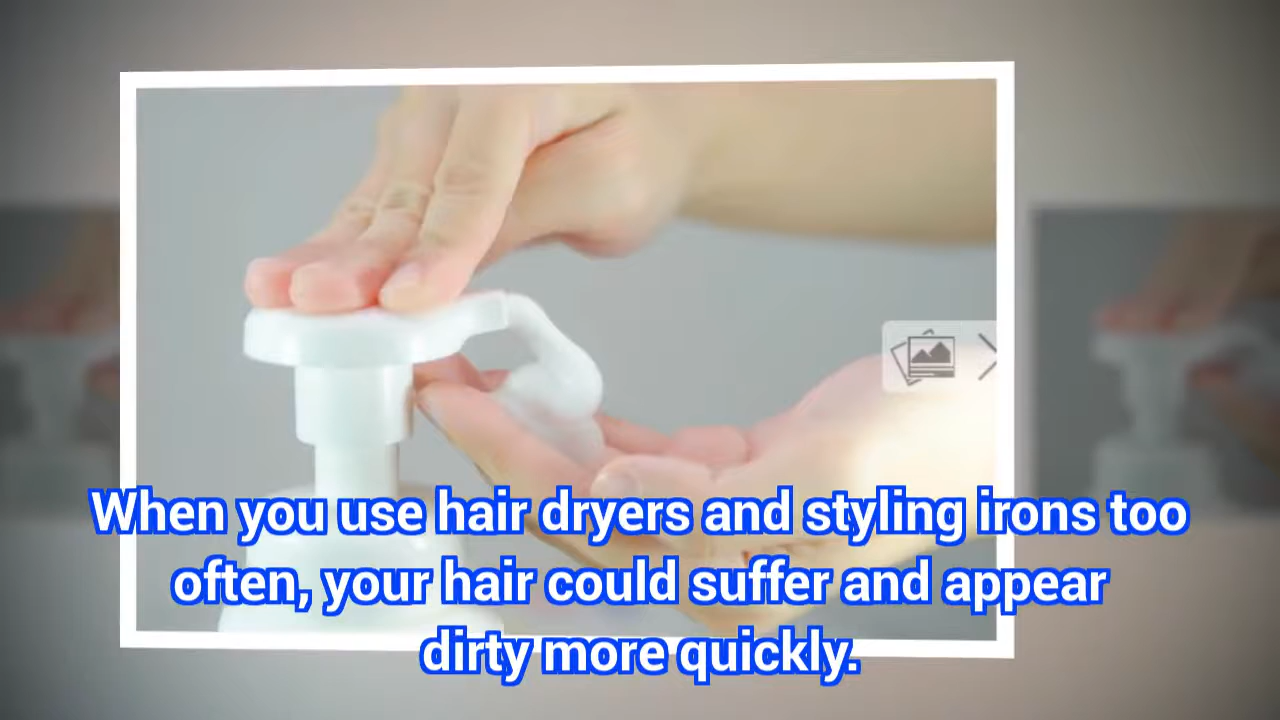 When you use hair dryers and styling irons too
often, your hair could suffer and appear
dirty more quickly.